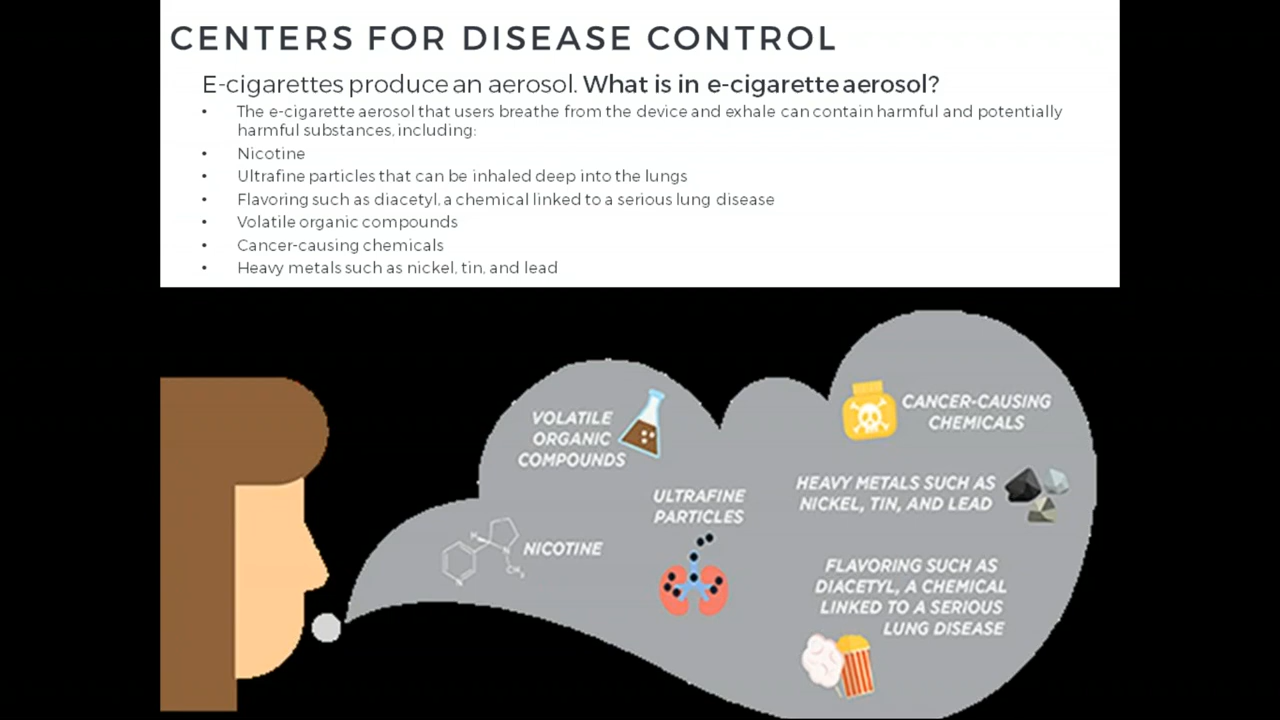 CENTERS FOR DISEASE CONTROL
E-cigarettes produce an aerosol. What is in e-cigarette aerosol?
• The e-cigarette aerosol that users breathe from the device and exhale can contain harmful and potentially
harmful substances, including:
• Nicotine
• Ultrafine particles that can be inhaled deep into the lungs
• Flavoring such as diacetyl, a chemical linked to a serious lung disease
• Volatile organic compounds
• Cancer-causing chemicals
• Heavy metals such as nickel, tin, and lead
VOLATILE
ORGANIC
COMPOUNDS
CANCER-CAUSING
CHEMICALS
ULTRAFINE
PARTICLES
HEAVY METALS SUCH AS
NICKEL, TIN, AND LEAD
NICOTINE
H
N
N
CH3
FLAVORING SUCH AS
DIACETYL, A CHEMICAL
LINKED TO A SERIOUS
LUNG DISEASE